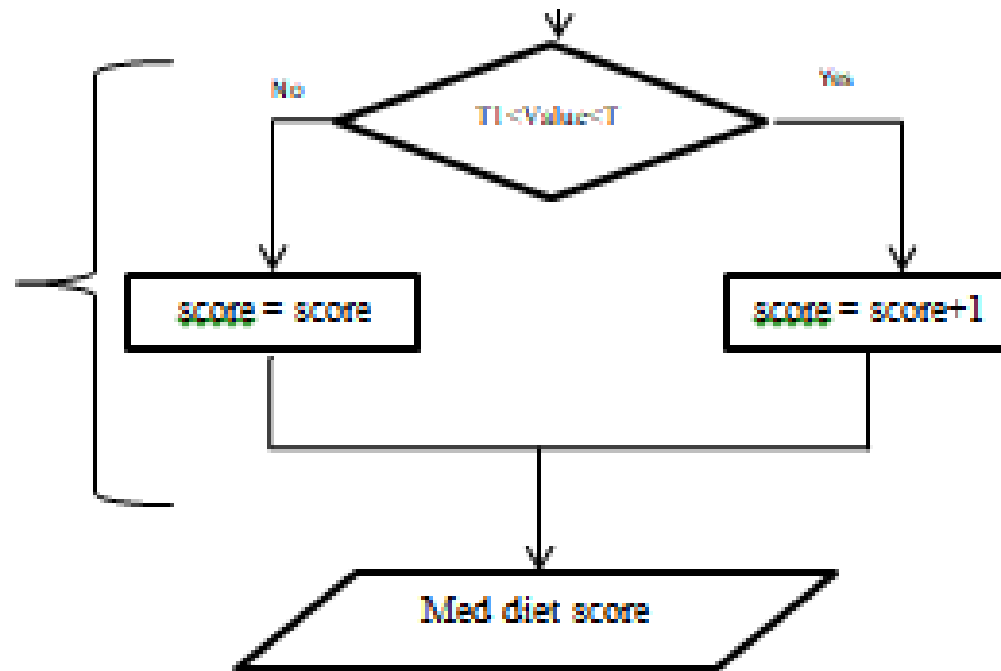 No
Yes
T1<Value<T
score = score
score = score+1
Med diet score